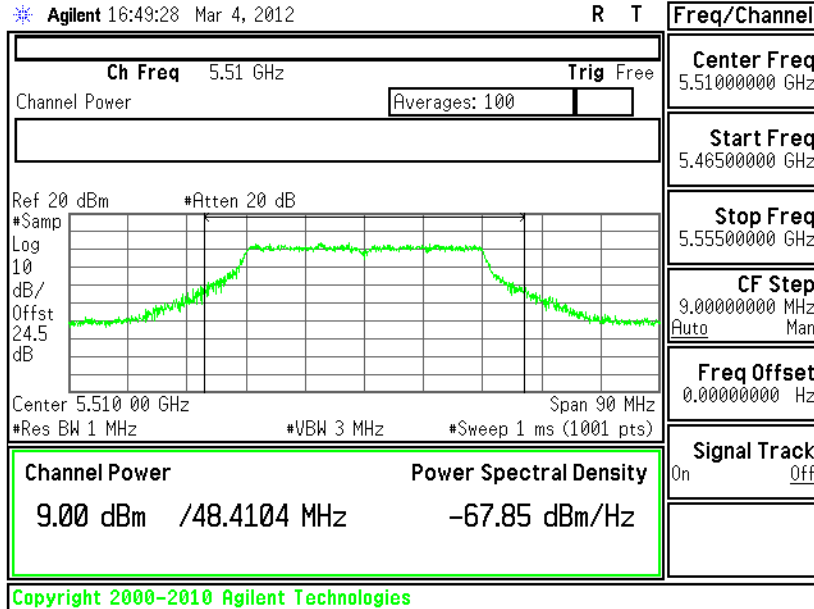 Agilent 16:49:28 Mar 4, 2012 R T
Freq/Channel
Ch Freq 5.51 GHz Trig Free
Channel Power Averages: 100
Center Freq
5.51000000 GHz
Start Freq
5.46500000 GHz
Stop Freq
5.55500000 GHz
CF Step
9.00000000 MHz
Auto Man
Freq Offset
0.00000000 Hz
Signal Track
On Off
Ref 20 dBm #Atten 20 dB
#Samp
Log
10
dB/
Offst
24.5
dB
Center 5.510 00 GHz Span 90 MHz
#Res BW 1 MHz #VBW 3 MHz #Sweep 1 ms (1001 pts)
Channel Power Power Spectral Density
9.00 dBm /48.4104 MHz -67.85 dBm/Hz
Copyright 2000-2010 Agilent Technologies